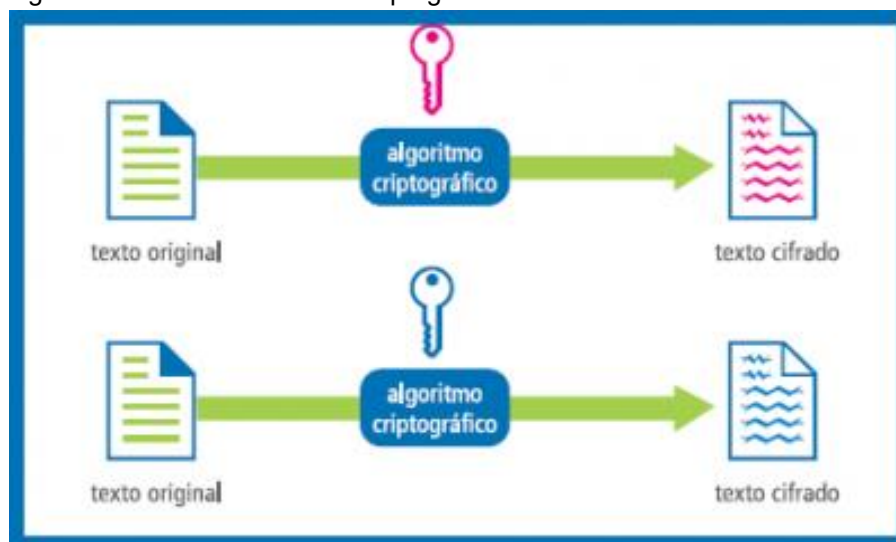 algoritmo
criptográfico
texto original
texto cifrado
algoritmo
criptográfico
texto original
texto cifrado